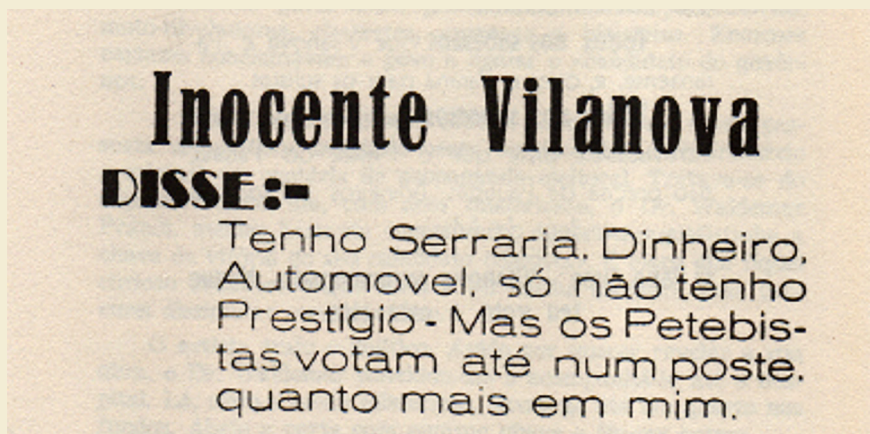 Inocente Vilanova
DISSE:-
Tenho Serraria. Dinheiro,
Automovel, só não tenho
Prestigio - Mas os Petebis-
tas votam até num poste.
quanto mais em mim.